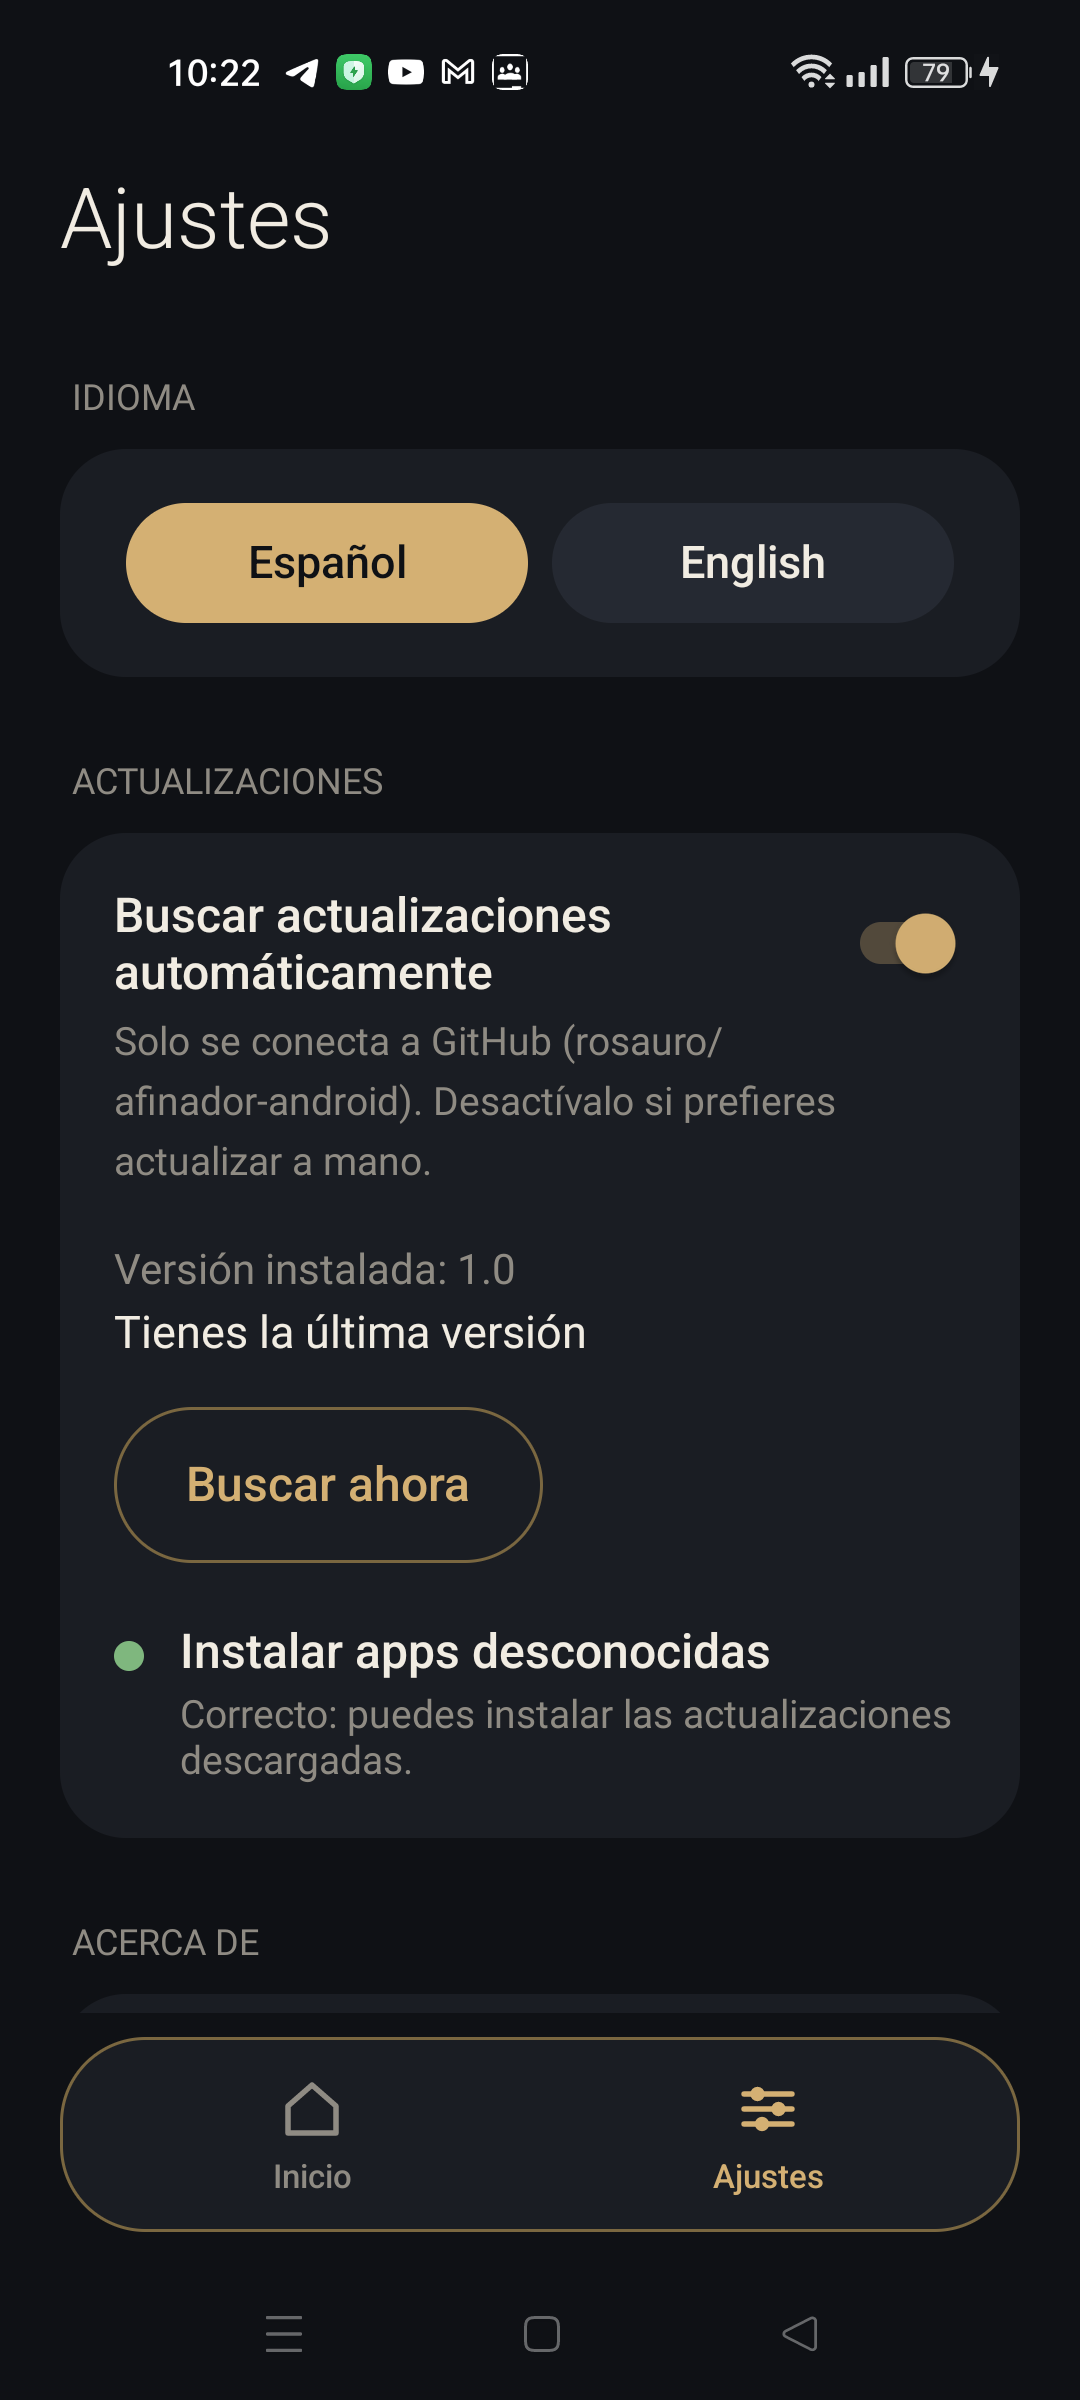 10:22
79
Ajustes
IDIOMA
Español
English
ACTUALIZACIONES
Buscar actualizaciones
automáticamente
Solo se conecta a GitHub (rosauro/
afinador-android). Desactívalo si prefieres
actualizar a mano.
Versión instalada: 1.0
Tienes la última versión
Buscar ahora
Instalar apps desconocidas
Correcto: puedes instalar las actualizaciones
descargadas.
ACERCA DE
Inicio
Ajustes